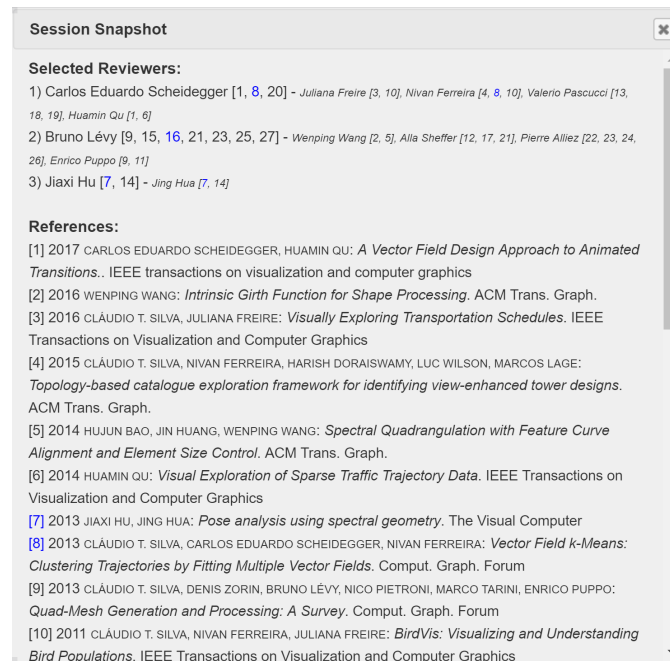 Session Snapshot
Selected Reviewers:
1) Carlos Eduardo Scheidegger [1, 8, 20] - Juliana Freire [3, 10], Nivan Ferreira [4, 8, 10], Valerio Pascucci [13,
18, 19], Huamin Qu [1, 6]
2) Bruno Lévy [9, 15, 16, 21, 23, 25, 27] - Wenping Wang [2, 5], Alla Sheffer [12, 17, 21], Pierre Alliez [22, 23, 24,
26], Enrico Puppo [9, 11]
3) Jiaxi Hu [7, 14] - Jing Hua [7, 14]
References:
[1] 2017 CARLOS EDUARDO SCHEIDEGGER, HUAMIN QU: A Vector Field Design Approach to Animated
Transitions.. IEEE transactions on visualization and computer graphics
[2] 2016 WENPING WANG: Intrinsic Girth Function for Shape Processing. ACM Trans. Graph.
[3] 2016 CLÁUDIO T. SILVA, JULIANA FREIRE: Visually Exploring Transportation Schedules. IEEE
Transactions on Visualization and Computer Graphics
[4] 2015 CLÁUDIO T. SILVA, NIVAN FERREIRA, HARISH DORAISWAMY, LUC WILSON, MARCOS LAGE:
Topology-based catalogue exploration framework for identifying view-enhanced tower designs.
ACM Trans. Graph.
[5] 2014 HUJUN BAO, JIN HUANG, WENPING WANG: Spectral Quadrangulation with Feature Curve
Alignment and Element Size Control. ACM Trans. Graph.
[6] 2014 HUAMIN QU: Visual Exploration of Sparse Traffic Trajectory Data. IEEE Transactions on
Visualization and Computer Graphics
[7] 2013 JIAXI HU, JING HUA: Pose analysis using spectral geometry. The Visual Computer
[8] 2013 CLÁUDIO T. SILVA, CARLOS EDUARDO SCHEIDEGGER, NIVAN FERREIRA: Vector Field k-Means:
Clustering Trajectories by Fitting Multiple Vector Fields. Comput. Graph. Forum
[9] 2013 CLÁUDIO T. SILVA, DENIS ZORIN, BRUNO LÉVY, NICO PIETRONI, MARCO TARINI, ENRICO PUPPO:
Quad-Mesh Generation and Processing: A Survey. Comput. Graph. Forum
[10] 2011 CLÁUDIO T. SILVA, NIVAN FERREIRA, JULIANA FREIRE: BirdVis: Visualizing and Understanding
Bird Populations. IEEE Transactions on Visualization and Computer Graphics